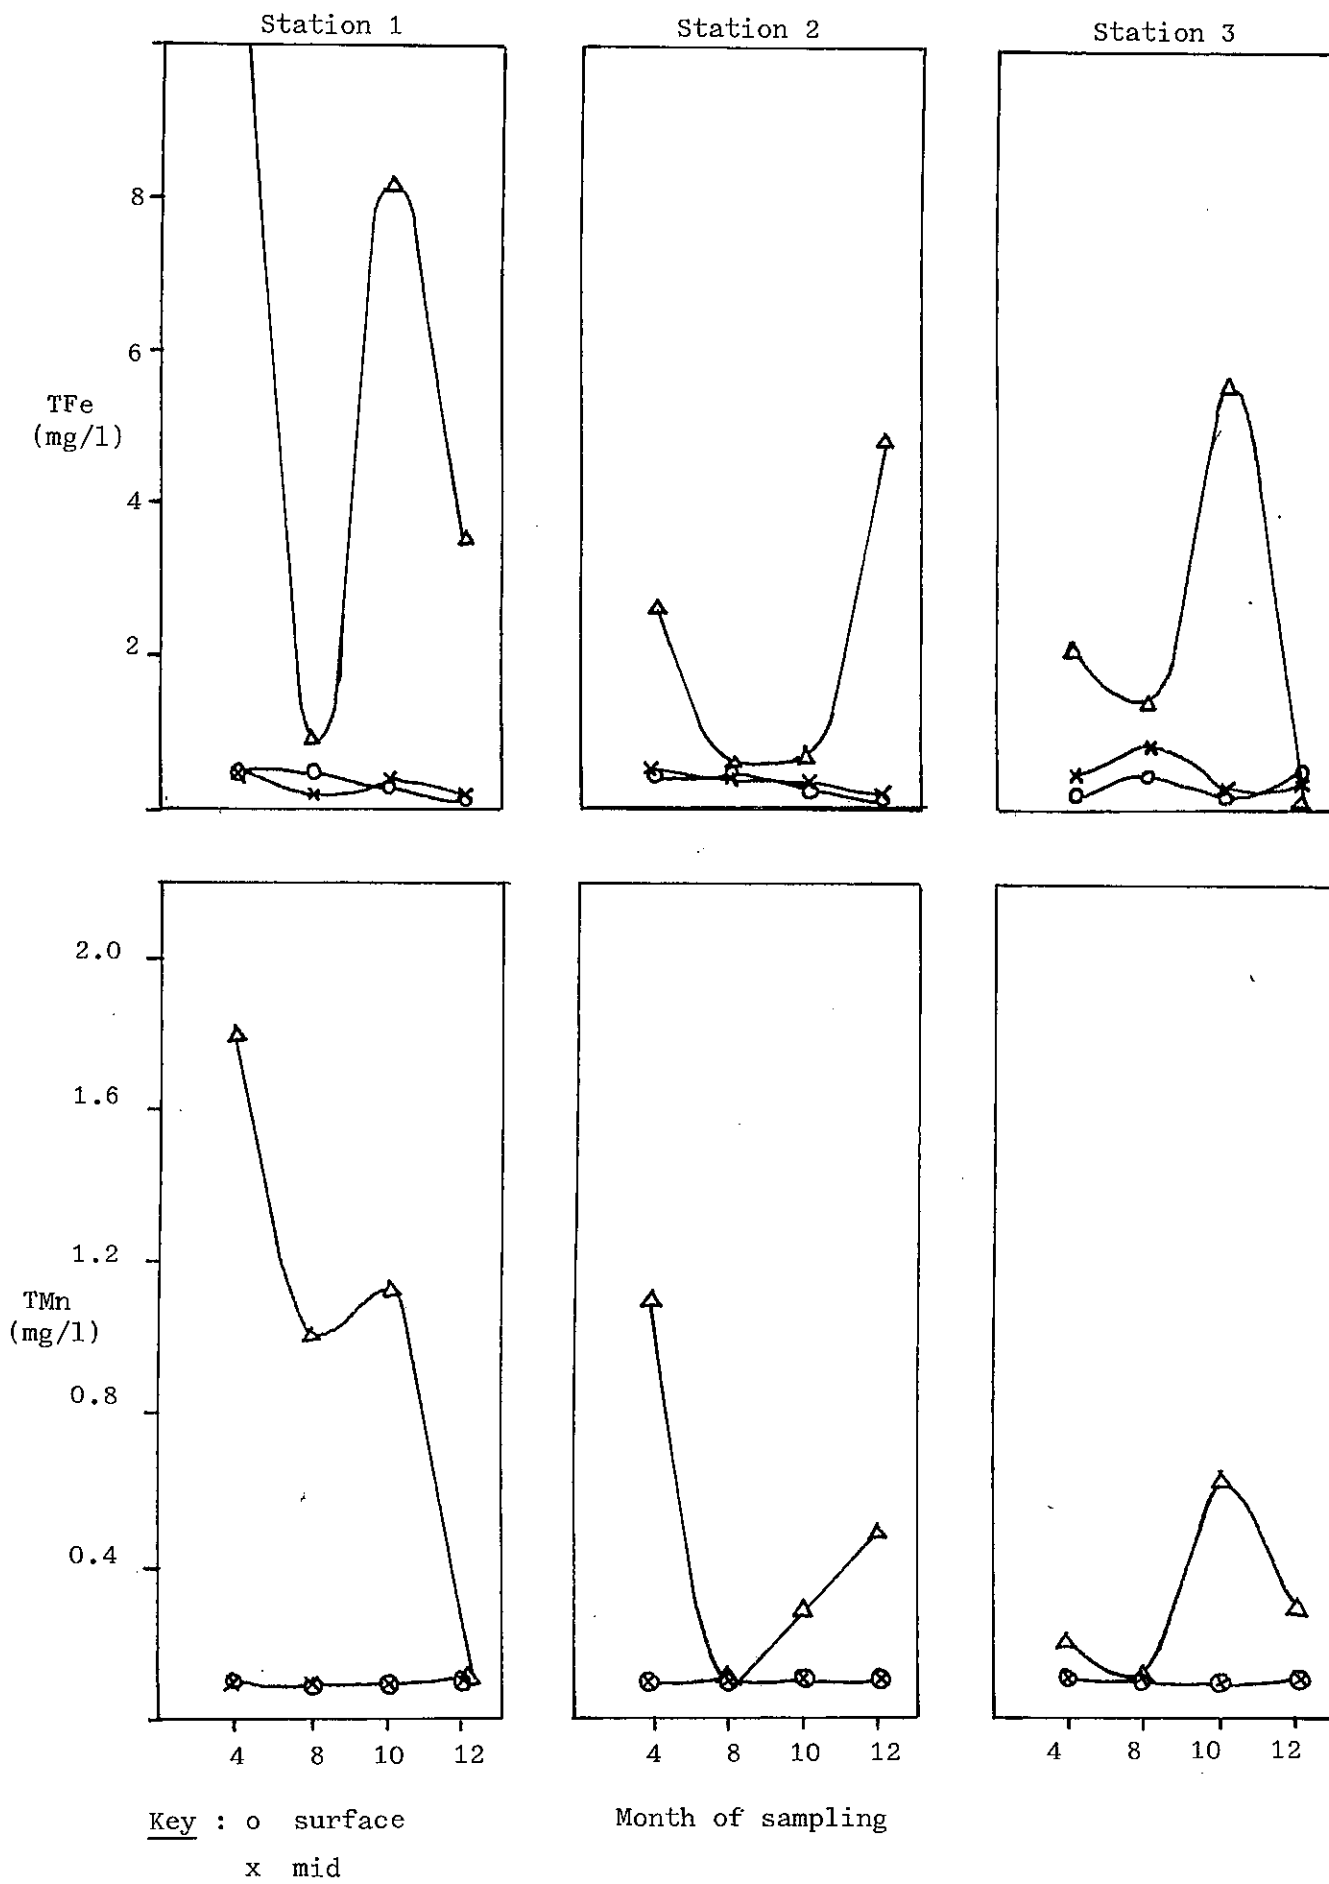 Station 1
Station 2
Station 3
8
6
TFe
(mg/l)
4
2
2.0
1.6
1.2
TMn
(mg/l)
0.8
0.4
4 8 10 12
4 8 10 12
4 8 10 12
Key : o surface
Month of sampling
x mid